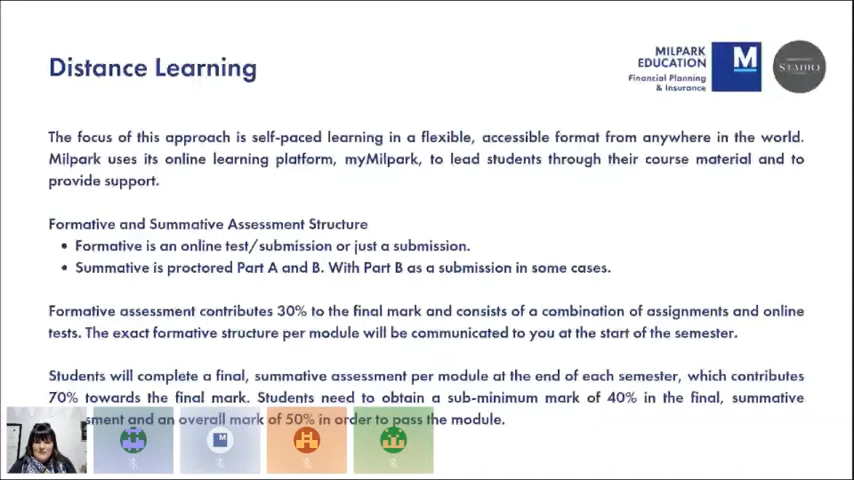 Distance Learning
MILPARK
EDUCATION
Financial Planning
& Insurance
M
STADIO
The focus of this approach is self-paced learning in a flexible, accessible format from anywhere in the world.
Milpark uses its online learning platform, myMilpark, to lead students through their course material and to
provide support.
Formative and Summative Assessment Structure
• Formative is an online test/submission or just a submission.
• Summative is proctored Part A and B. With Part B as a submission in some cases.
Formative assessment contributes 30% to the final mark and consists of a combination of assignments and online
tests. The exact formative structure per module will be communicated to you at the start of the semester.
Students will complete a final, summative assessment per module at the end of each semester, which contributes
70% towards the final mark. Students need to obtain a sub-minimum mark of 40% in the final, summative
sment and an overall mark of 50% in order to pass the module.
M